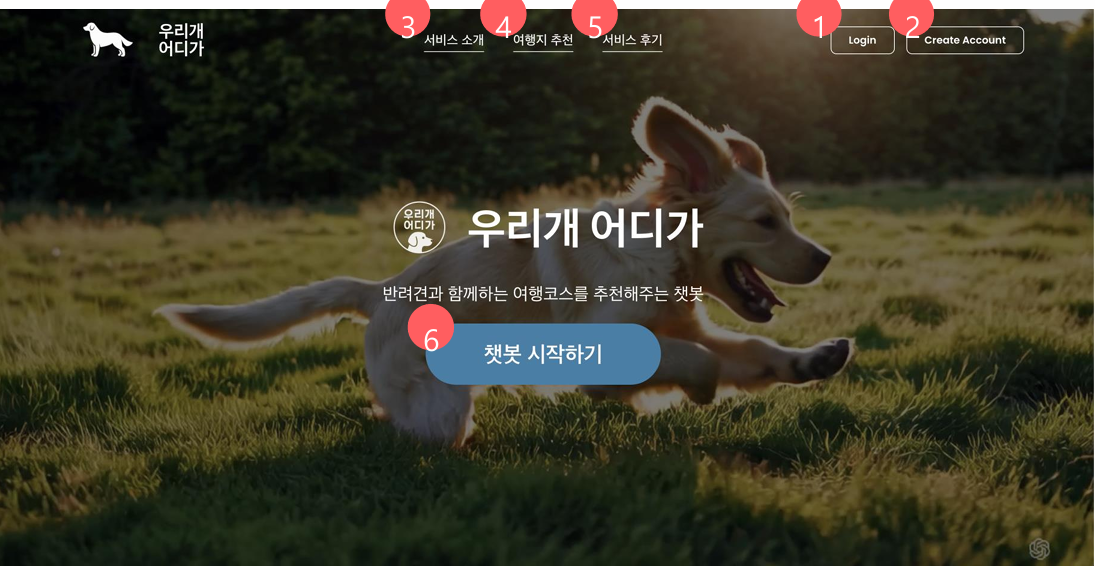 3
4
5
1
2
우리개
어디가
서비스 소개
여행지 추천
서비스 후기
Login
Create Account
우리개
어디가
우리개 어디가
반려견과 함께하는 여행코스를 추천해주는 챗봇
6
챗봇 시작하기